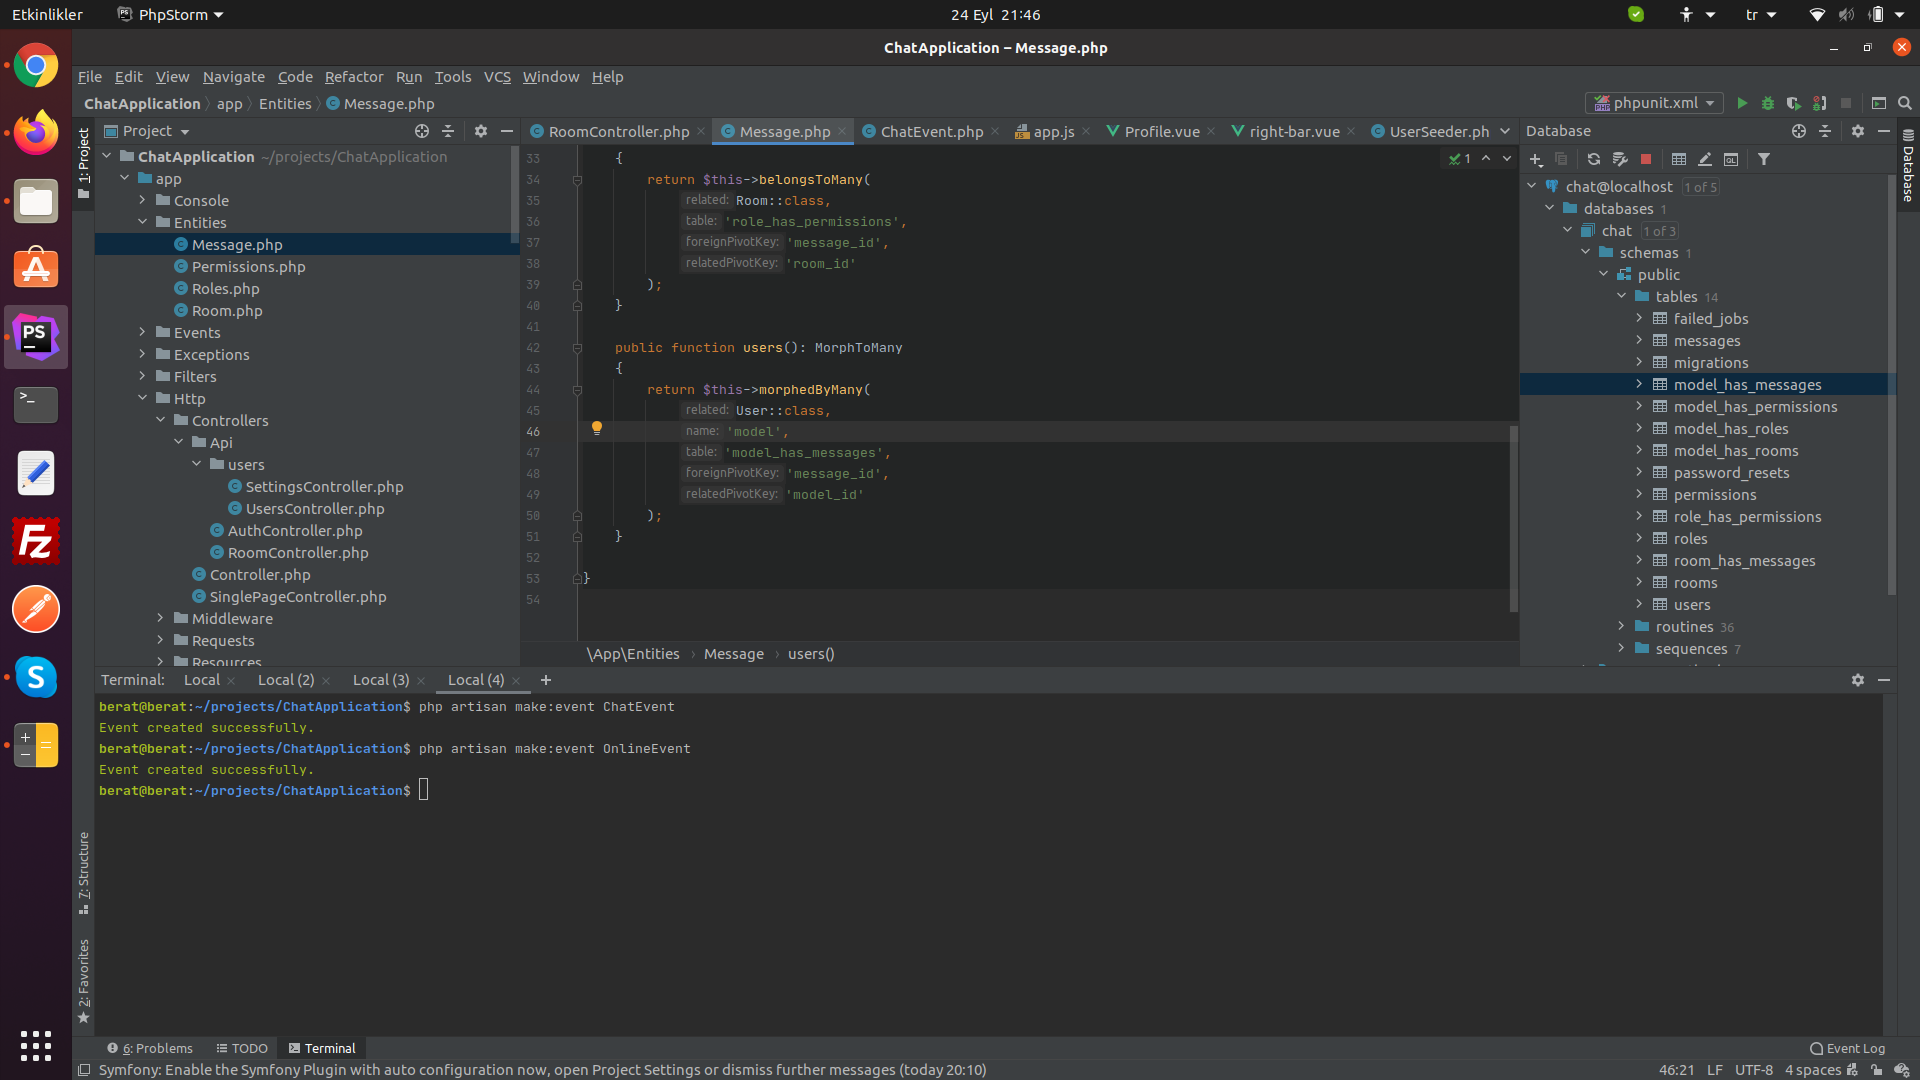 Etkinlikler
PhpStorm
24 Eyl 21:46
tr
ChatApplication – Message.php
File Edit View Navigate Code Refactor Run Tools VCS Window Help
ChatApplication app Entities Message.php
phpunit.xml
1: Project
Project
ChatApplication ~/projects/ChatApplication
app
Console
Entities
Message.php
Permissions.php
Roles.php
Room.php
Events
Exceptions
Filters
Http
Controllers
Api
users
SettingsController.php
UsersController.php
AuthController.php
RoomController.php
Controller.php
SinglePageController.php
Middleware
Requests
Resources
RoomController.php Message.php ChatEvent.php app.js Profile.vue right-bar.vue UserSeeder.ph
1
33 {
34 return $this->belongsToMany(
35 related: Room::class,
36 table: 'role_has_permissions',
37 foreignPivotKey: 'message_id',
38 relatedPivotKey: 'room_id'
39 );
40 }
41
42 public function users(): MorphToMany
43 {
44 return $this->morphedByMany(
45 related: User::class,
46 name: 'model',
47 table: 'model_has_messages',
48 foreignPivotKey: 'message_id',
49 relatedPivotKey: 'model_id'
50 );
51 }
52
53 }
54
\App\Entities › Message › users()
Database
Database
chat@localhost 1 of 5
databases 1
chat 1 of 3
schemas 1
public
tables 14
failed_jobs
messages
migrations
model_has_messages
model_has_permissions
model_has_roles
model_has_rooms
password_resets
permissions
role_has_permissions
roles
room_has_messages
rooms
users
routines 36
sequences 7
Terminal: Local Local (2) Local (3) Local (4)
berat@berat:~/projects/ChatApplication$ php artisan make:event ChatEvent
Event created successfully.
berat@berat:~/projects/ChatApplication$ php artisan make:event OnlineEvent
Event created successfully.
berat@berat:~/projects/ChatApplication$
7: Structure
2: Favorites
6: Problems TODO Terminal
Event Log
Symfony: Enable the Symfony Plugin with auto configuration now, open Project Settings or dismiss further messages (today 20:10)
46:21 LF UTF-8 4 spaces